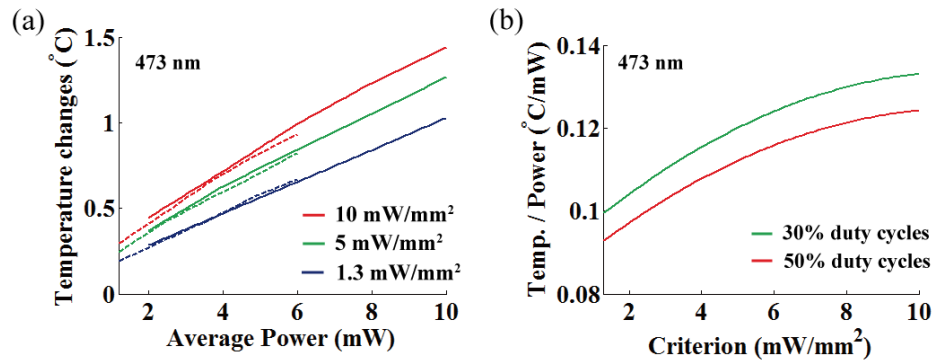 (a)
Temperature changes (˚C)
1.5
1
0.5
0
473 nm
10 mW/mm²
5 mW/mm²
1.3 mW/mm²
2
4
6
8
10
Average Power (mW)
(b)
Temp. / Power (˚C/mW)
0.14
0.12
0.1
0.08
473 nm
30% duty cycles
50% duty cycles
2
4
6
8
10
Criterion (mW/mm²)